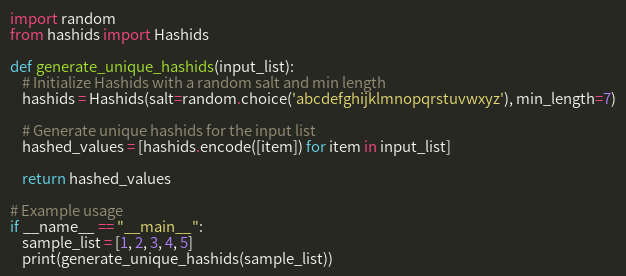 import random
from hashids import Hashids
def generate_unique_hashids(input_list):
# Initialize Hashids with a random salt and min length
hashids = Hashids(salt=random.choice('abcdefghijklmnopqrstuvwxyz'), min_length=7)
# Generate unique hashids for the input list
hashed_values = [hashids.encode([item]) for item in input_list]
return hashed_values
# Example usage
if __name__ == "__main__":
sample_list = [1, 2, 3, 4, 5]
print(generate_unique_hashids(sample_list))